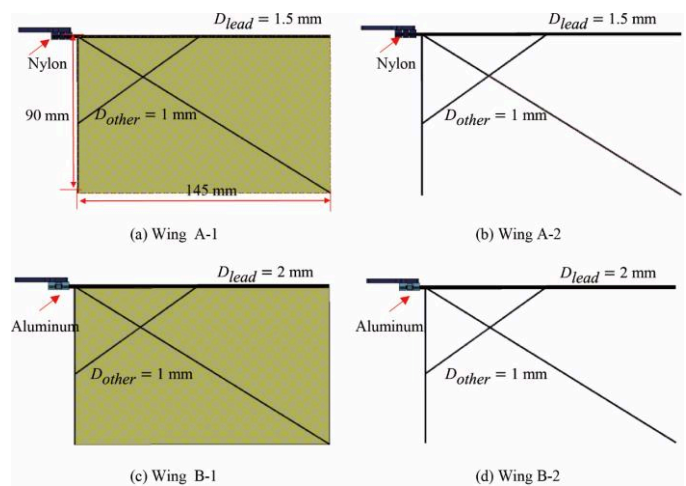 D_lead = 1.5 mm
Nylon
90 mm
D_other = 1 mm
145 mm
(a) Wing A-1
D_lead = 1.5 mm
Nylon
D_other = 1 mm
(b) Wing A-2
D_lead = 2 mm
Aluminum
D_other = 1 mm
(c) Wing B-1
D_lead = 2 mm
Aluminum
D_other = 1 mm
(d) Wing B-2